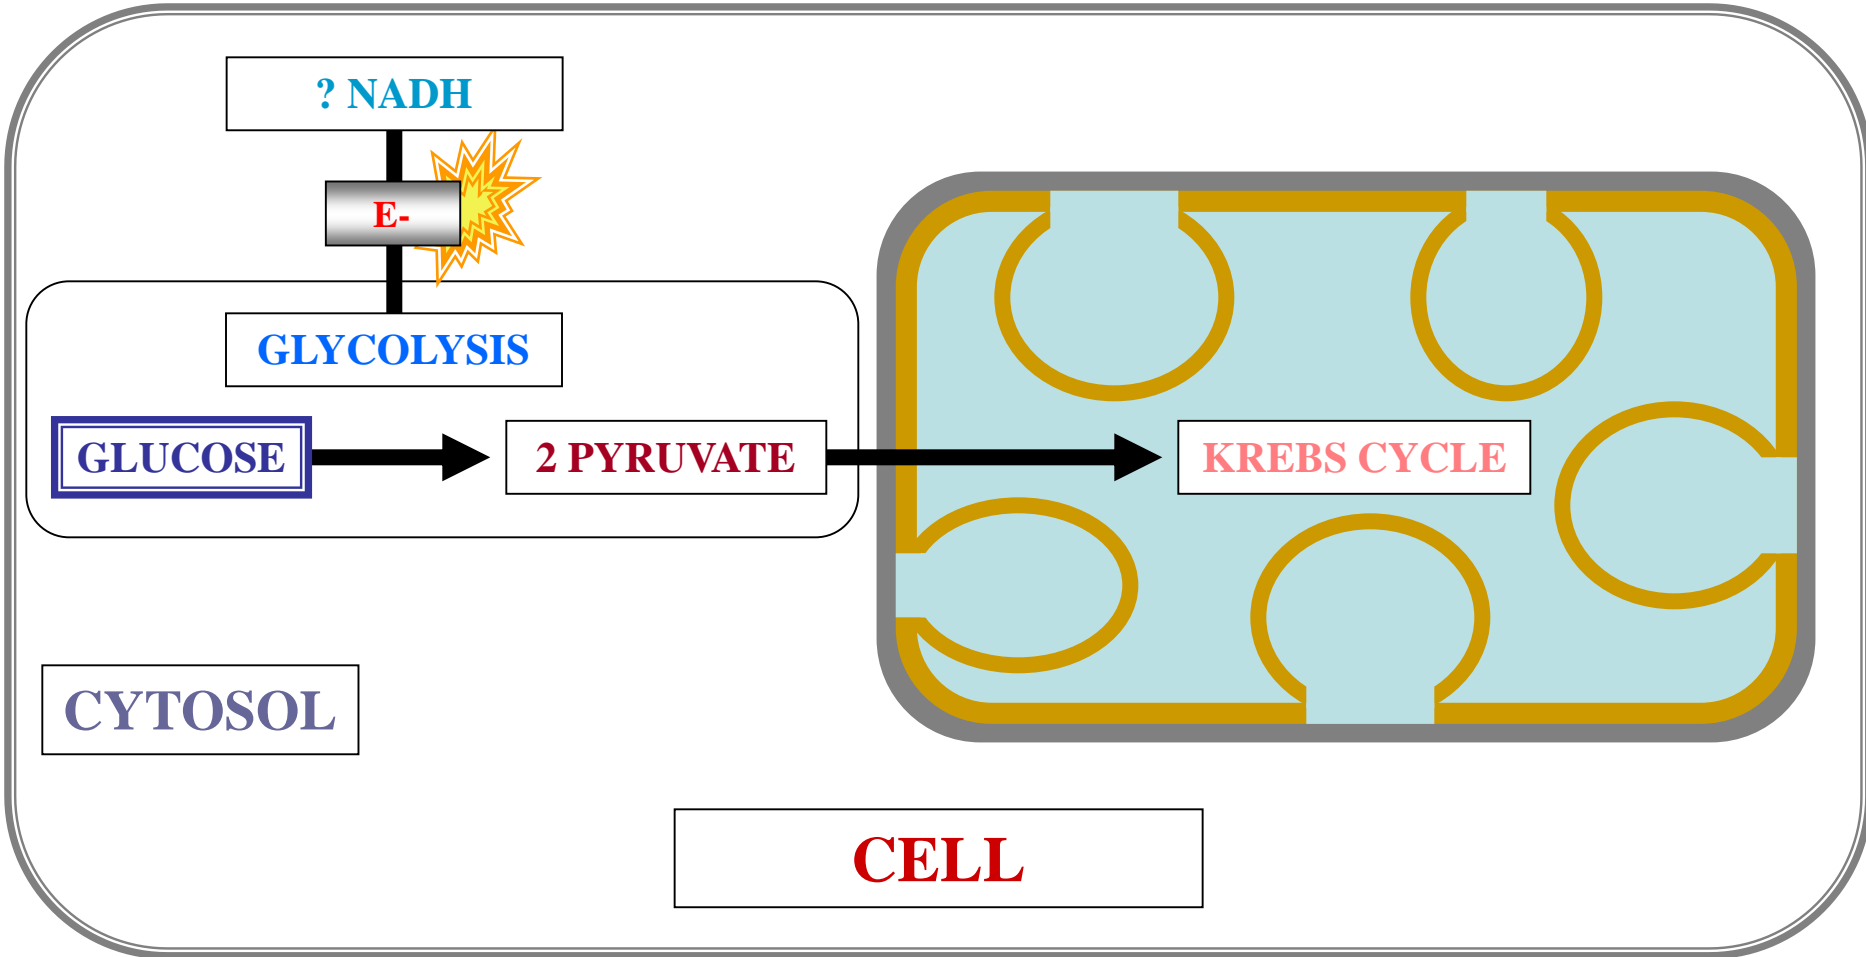 ? NADH
E-
GLYCOLYSIS
GLUCOSE
2 PYRUVATE
KREBS CYCLE
CYTOSOL
CELL